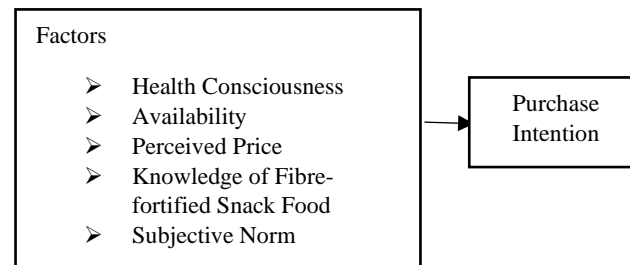 Factors
➢ Health Consciousness
➢ Availability
➢ Perceived Price
➢ Knowledge of Fibre-
fortified Snack Food
➢ Subjective Norm
Purchase
Intention